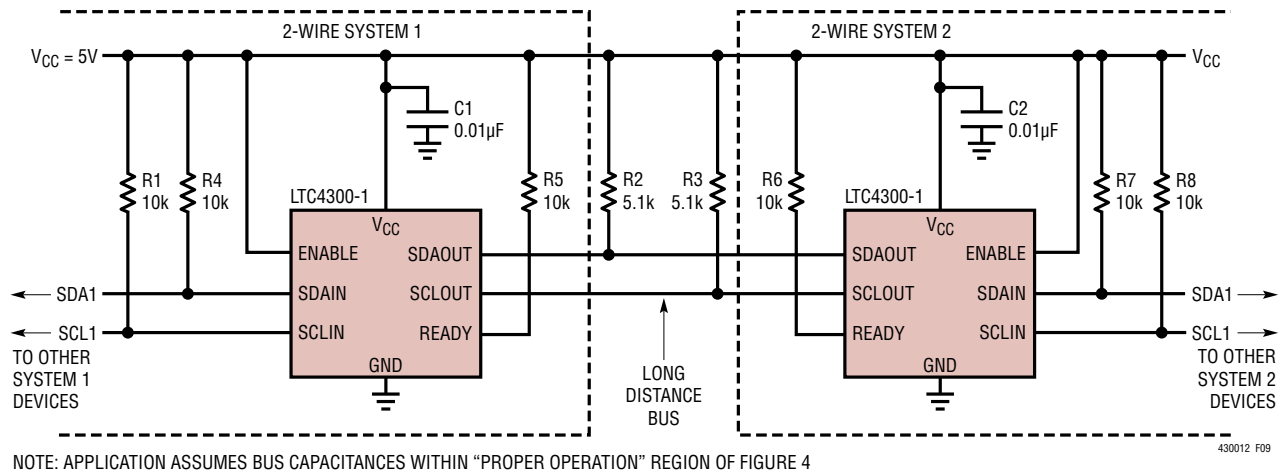 2-WIRE SYSTEM 1
2-WIRE SYSTEM 2
VCC = 5V
VCC
C1
0.01µF
C2
0.01µF
R1
10k
R4
10k
R5
10k
R2
5.1k
R3
5.1k
R6
10k
R7
10k
R8
10k
LTC4300-1
VCC
ENABLE
SDAIN
SCLIN
SDAOUT
SCLOUT
READY
GND
LTC4300-1
VCC
SDAOUT
SCLOUT
READY
ENABLE
SDAIN
SCLIN
GND
SDA1
SCL1
TO OTHER
SYSTEM 1
DEVICES
LONG
DISTANCE
BUS
SDA1
SCL1
TO OTHER
SYSTEM 2
DEVICES
430012 F09
NOTE: APPLICATION ASSUMES BUS CAPACITANCES WITHIN “PROPER OPERATION” REGION OF FIGURE 4